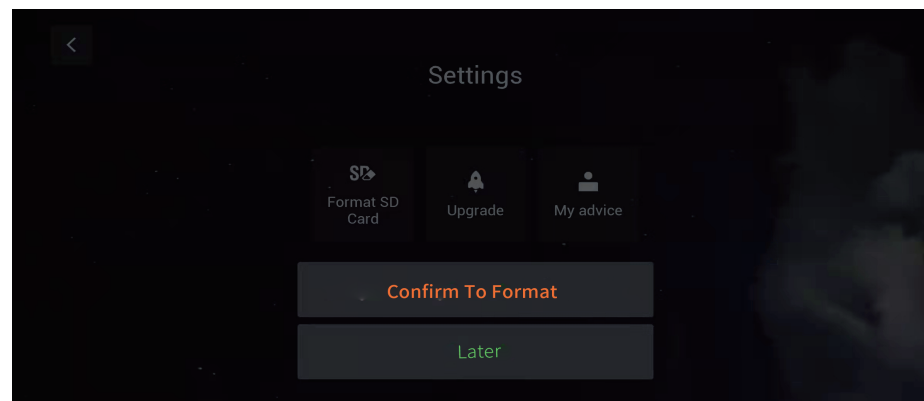 Settings
SD
Format SD
Card
Upgrade
My advice
Confirm To Format
Later